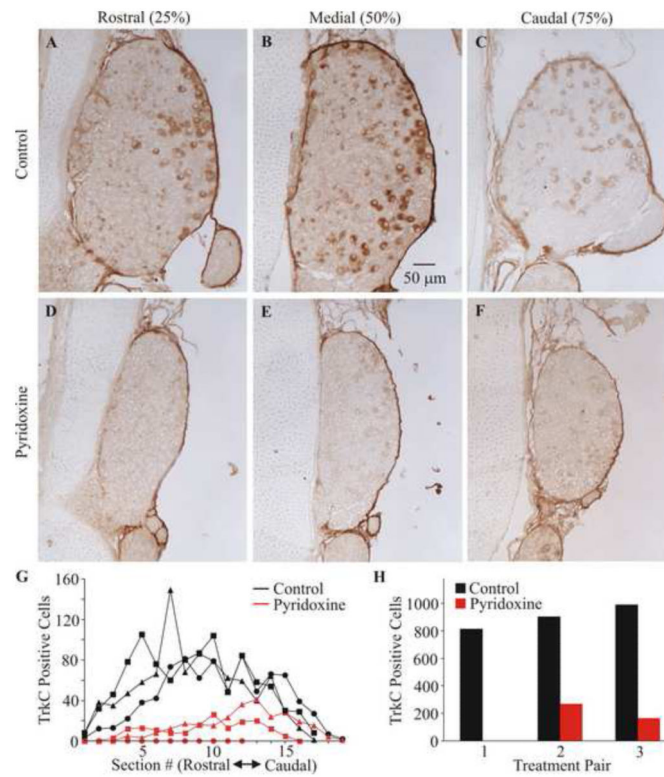 Rostral (25%) Medial (50%) Caudal (75%)
A B C
Control
50 μm
D E F
Pyridoxine
G
TrkC Positive Cells
160
120
80
40
0
Control
Pyridoxine
5 10 15
Section # (Rostral ◄► Caudal)
H
TrkC Positive Cells
1000
800
600
400
200
0
Control
Pyridoxine
1 2 3
Treatment Pair